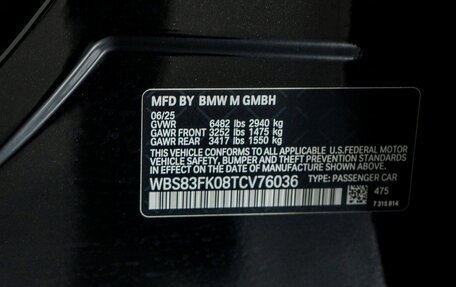 MFD BY BMW M GMBH
06/25
GVWR 6482 lbs 2940 kg
GAWR FRONT 3252 lbs 1475 kg
GAWR REAR 3417 lbs 1550 kg
THIS VEHICLE CONFORMS TO ALL APPLICABLE U.S.FEDERAL MOTOR
VEHICLE SAFETY, BUMPER, AND THEFT PREVENTION STANDARDS
IN EFFECT ON THE DATE OF MANUFACTURE SHOWN ABOVE.
WBS83FK08TCV76036 TYPE: PASSENGER CAR
475
7 315 814